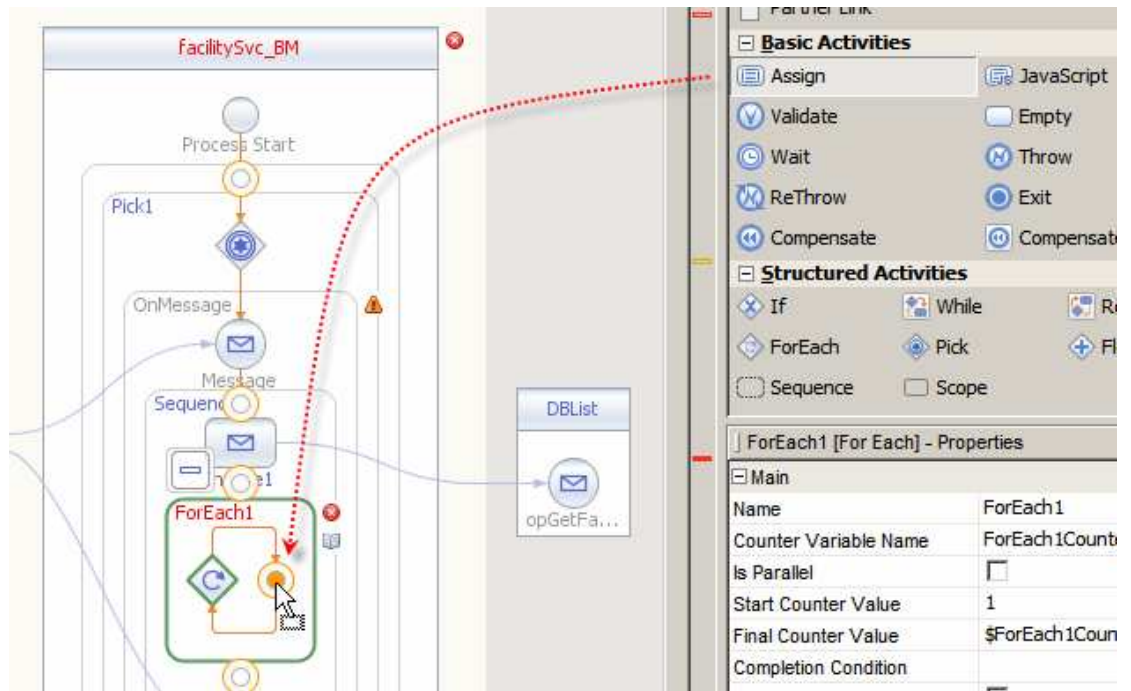 facilitySvc_BM
Process Start
Pick1
OnMessage
Message
DBList
opGetFa...
ForEach1
Basic Activities
Assign
JavaScript
Validate
Empty
Wait
Throw
ReThrow
Exit
Compensate
Structured Activities
If
While
ForEach
Pick
Sequence
Scope
ForEach1 [For Each] - Properties
Main
Name
ForEach1
Counter Variable Name
ForEach1Counte
Is Parallel
Start Counter Value
1
Final Counter Value
$ForEach1Coun
Completion Condition